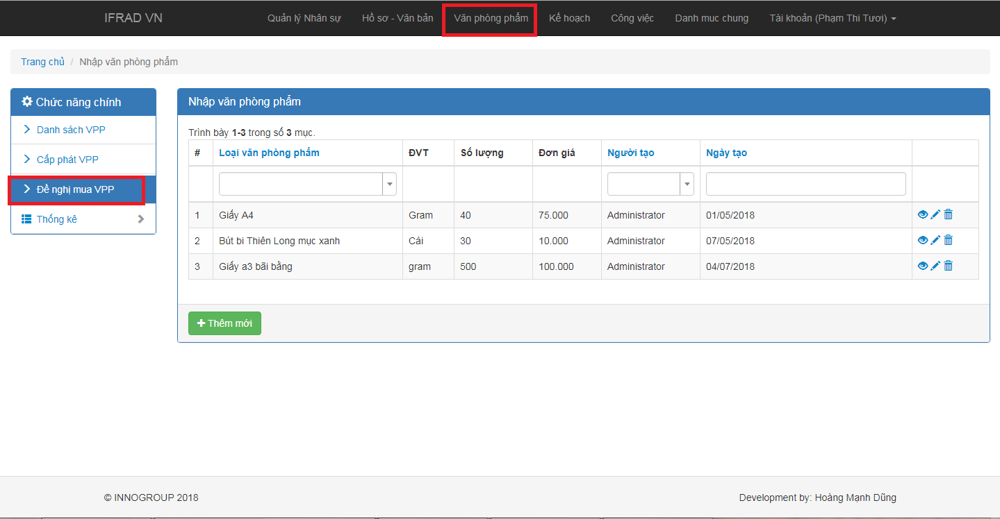 IFRAD VN Quản lý Nhân sự Hồ sơ - Văn bản Văn phòng phẩm Kế hoạch Công việc Danh muc chung Tài khoản (Phạm Thi Tươi)
Trang chủ / Nhập văn phòng phẩm
Chức năng chính
Danh sách VPP
Cấp phát VPP
Đề nghị mua VPP
Thống kê
Nhập văn phòng phẩm
Trình bày 1-3 trong số 3 mục.
# Loại văn phòng phẩm ĐVT Số lượng Đơn giá Người tạo Ngày tạo
1 Giấy A4 Gram 40 75.000 Administrator 01/05/2018
2 Bút bi Thiên Long mục xanh Cái 30 10.000 Administrator 07/05/2018
3 Giấy a3 bãi bằng gram 500 100.000 Administrator 04/07/2018
Thêm mới
© INNOGROUP 2018 Development by: Hoàng Mạnh Dũng